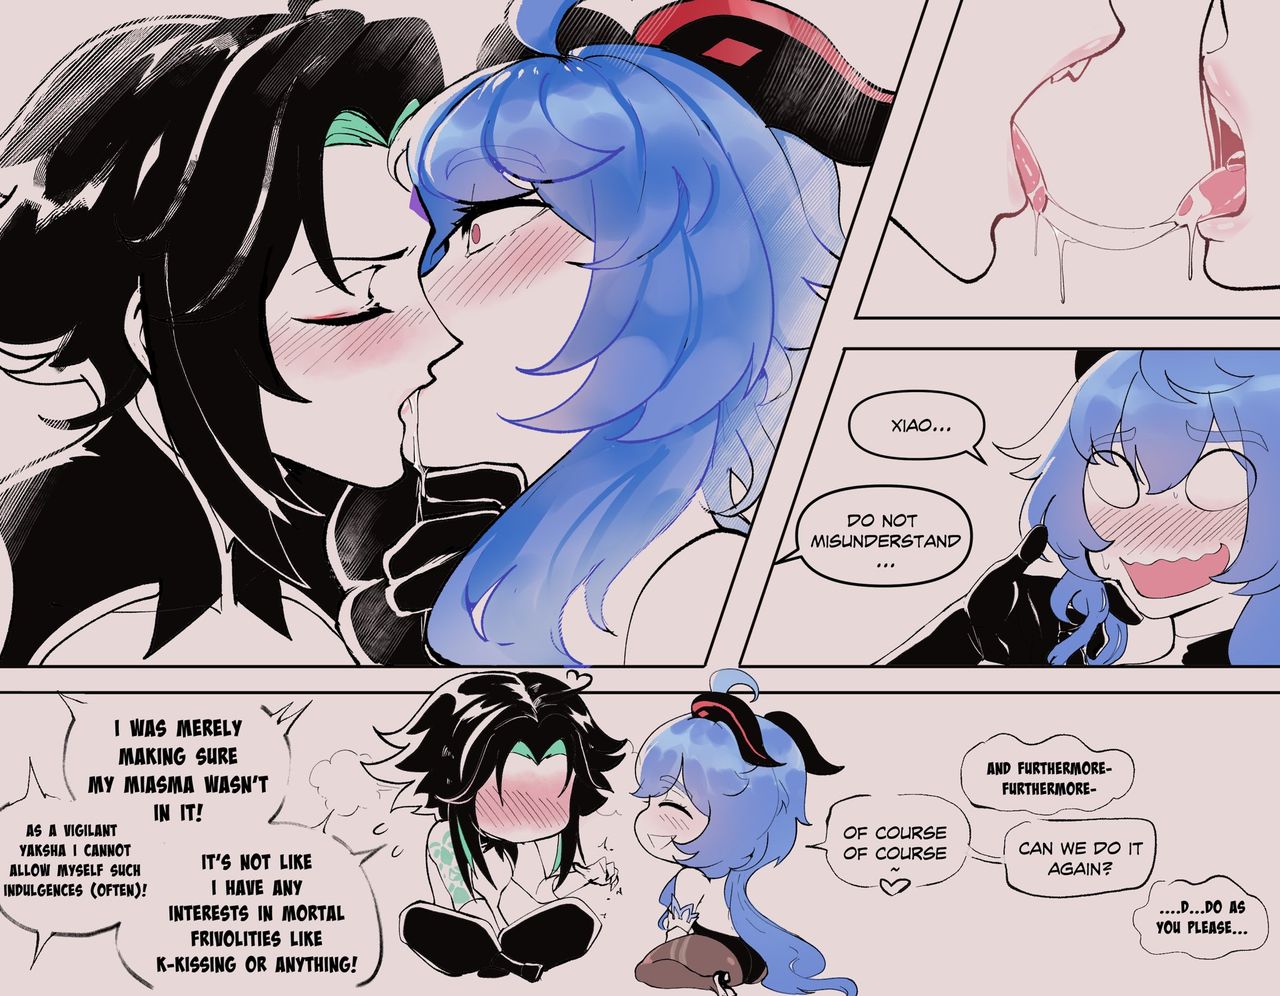 XIAO...
DO NOT
MISUNDERSTAND
...
I WAS MERELY
MAKING SURE
MY MIASMA WASN'T
IN IT!
AS A VIGILANT
YAKSHA I CANNOT
ALLOW MYSELF SUCH
INDULGENCES (OFTEN)!
IT'S NOT LIKE
I HAVE ANY
INTERESTS IN MORTAL
FRIVOLITIES LIKE
K-KISSING OR ANYTHING!
AND FURTHERMORE-
FURTHERMORE-
OF COURSE
OF COURSE
~
CAN WE DO IT
AGAIN?
....D...DO AS
YOU PLEASE...